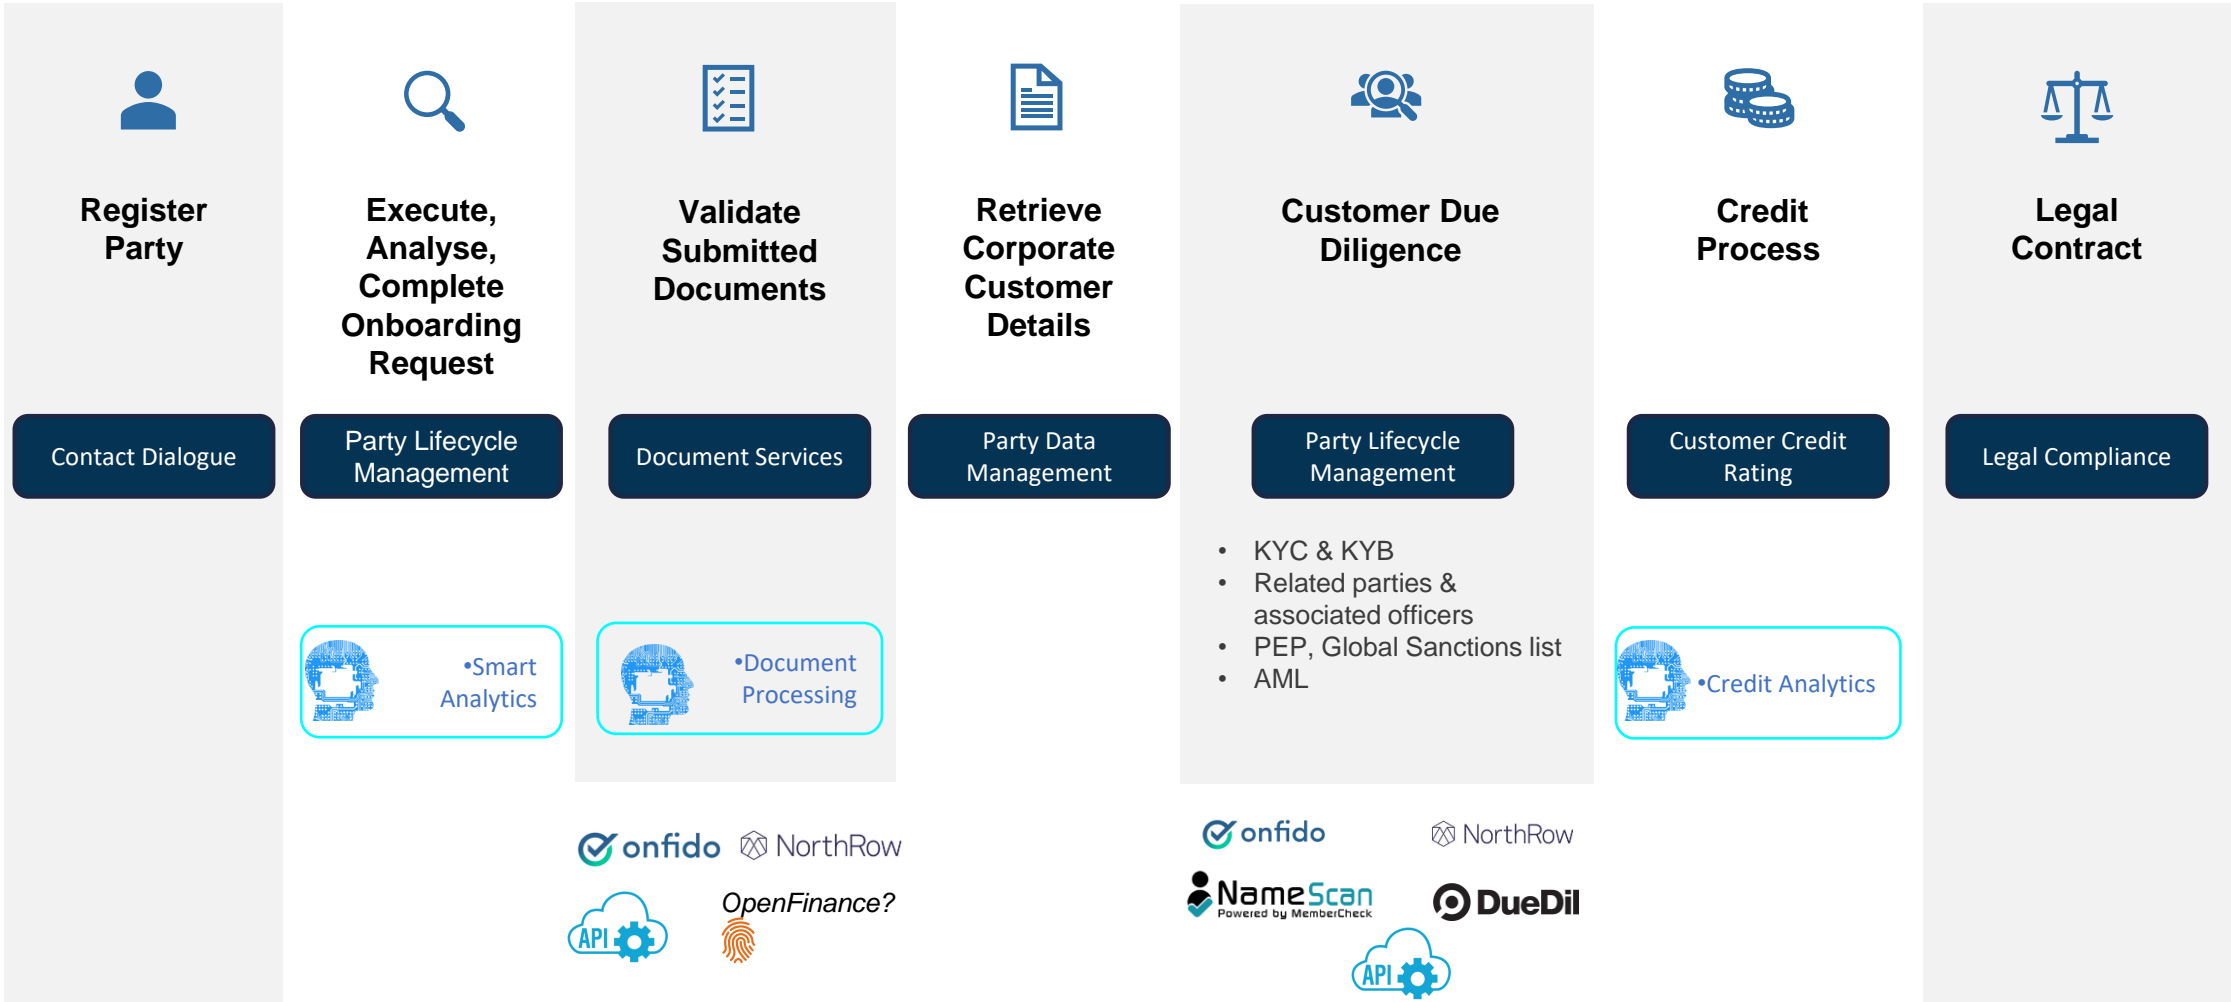 Register
Party
Execute,
Analyse,
Complete
Onboarding
Request
Validate
Submitted
Documents
Retrieve
Corporate
Customer
Details
Customer Due
Diligence
Credit
Process
Legal
Contract
Contact Dialogue
Party Lifecycle
Management
Document Services
Party Data
Management
Party Lifecycle
Management
Customer Credit
Rating
Legal Compliance
• KYC & KYB
• Related parties &
associated officers
• PEP, Global Sanctions list
• AML
•Smart
Analytics
•Document
Processing
•Credit Analytics
onfido
NorthRow
OpenFinance?
API
onfido
NorthRow
NameScan
Powered by MemberCheck
DueDil
API